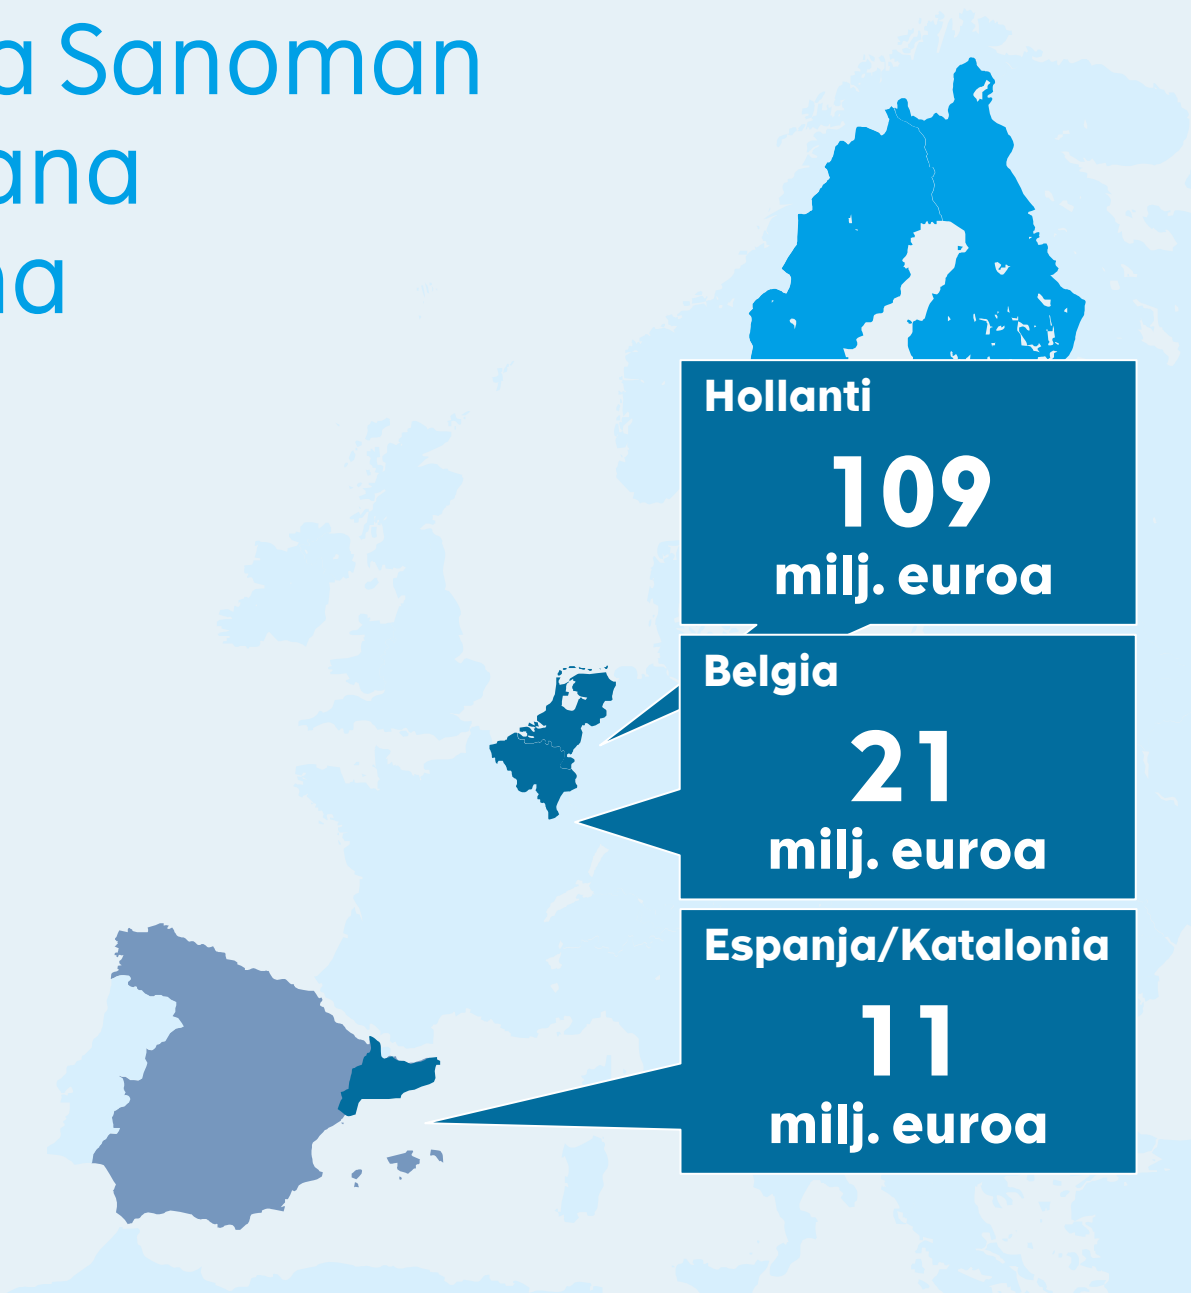 a Sanoman
ana
na
Hollanti
109
milj. euroa
Belgia
21
milj. euroa
Espanja/Katalonia
11
milj. euroa